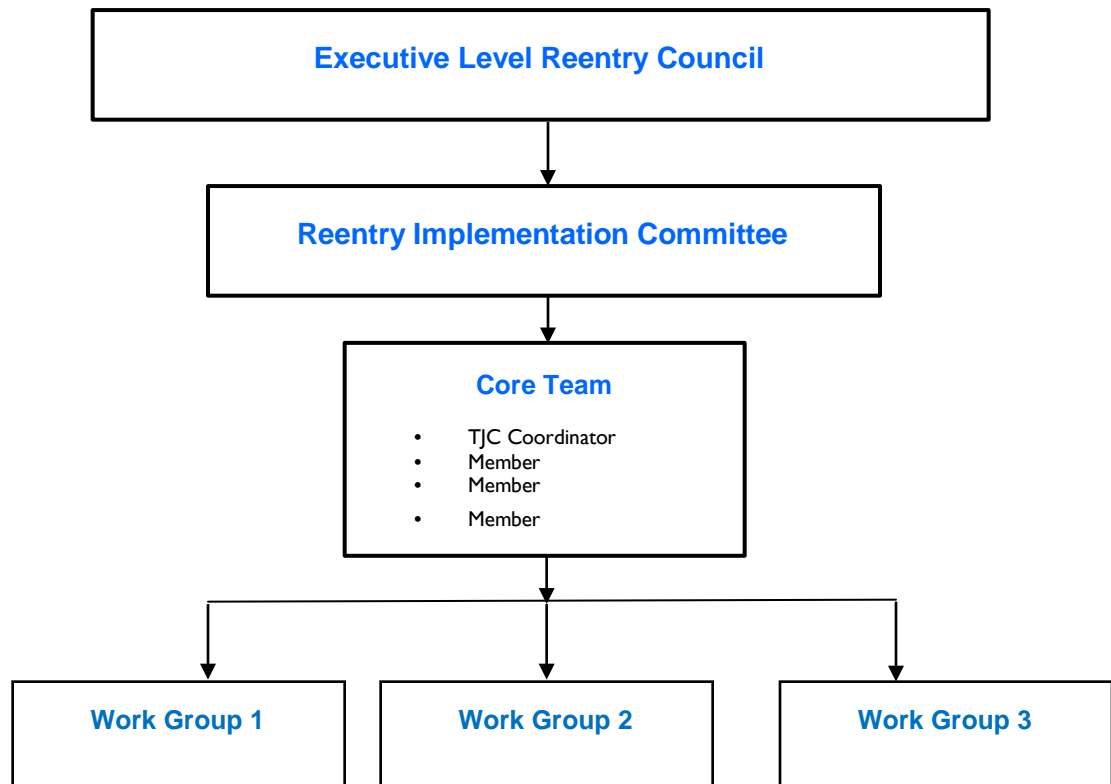 Executive Level Reentry Council
Reentry Implementation Committee
Core Team
• TJC Coordinator
• Member
• Member
• Member
Work Group 1
Work Group 2
Work Group 3